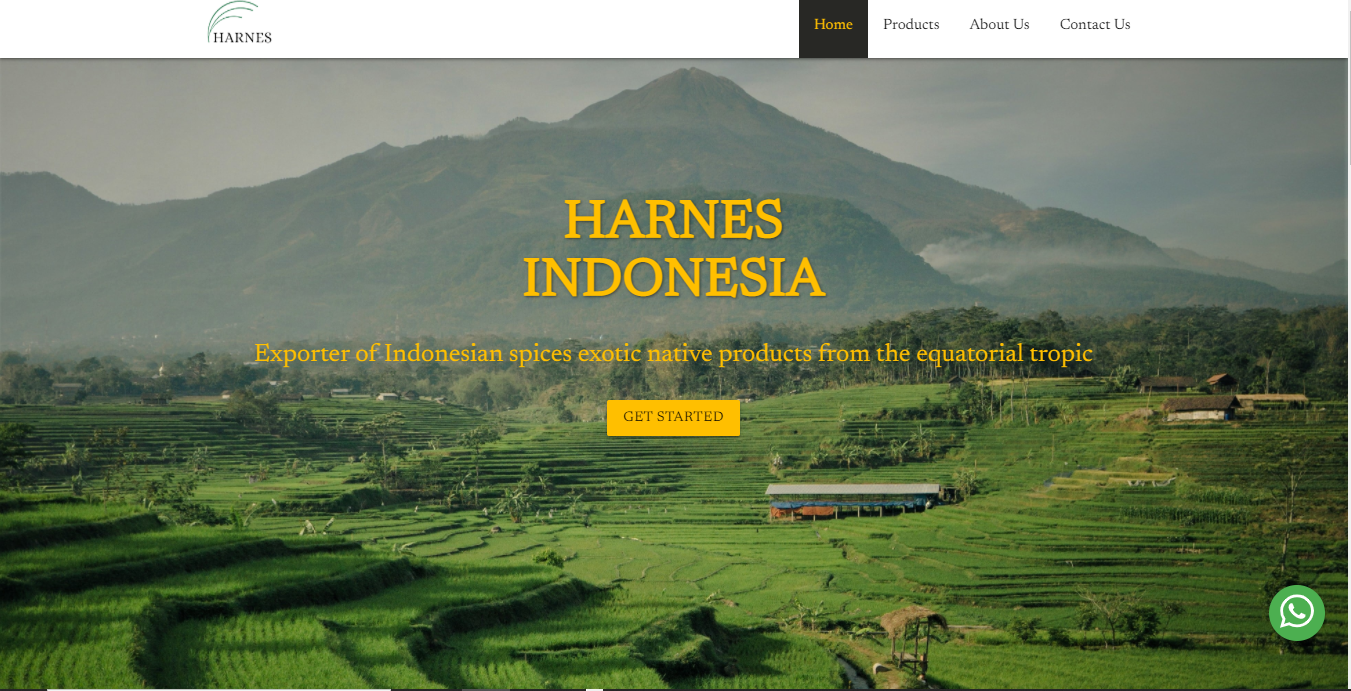 HARNES
Home Products About Us Contact Us
HARNES
INDONESIA
Exporter of Indonesian spices exotic native products from the equatorial tropic
GET STARTED